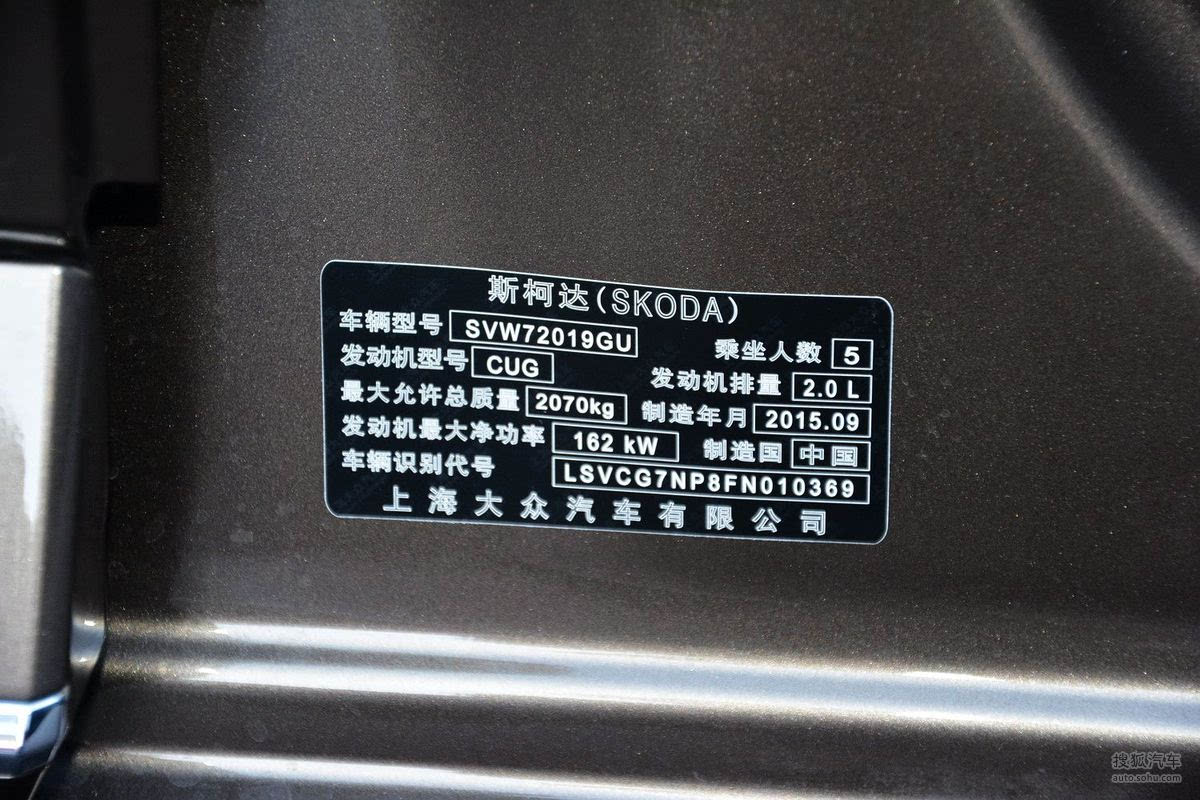 斯柯达(SKODA)
车辆型号 SVW72019GU 乘坐人数 5
发动机型号 CUG 发动机排量 2.0 L
最大允许总质量 2070kg 制造年月 2015.09
发动机最大净功率 162 kW 制造国 中国
车辆识别代号 LSVCG7NP8FN010369
上海大众汽车有限公司
搜狐汽车
auto.sohu.com